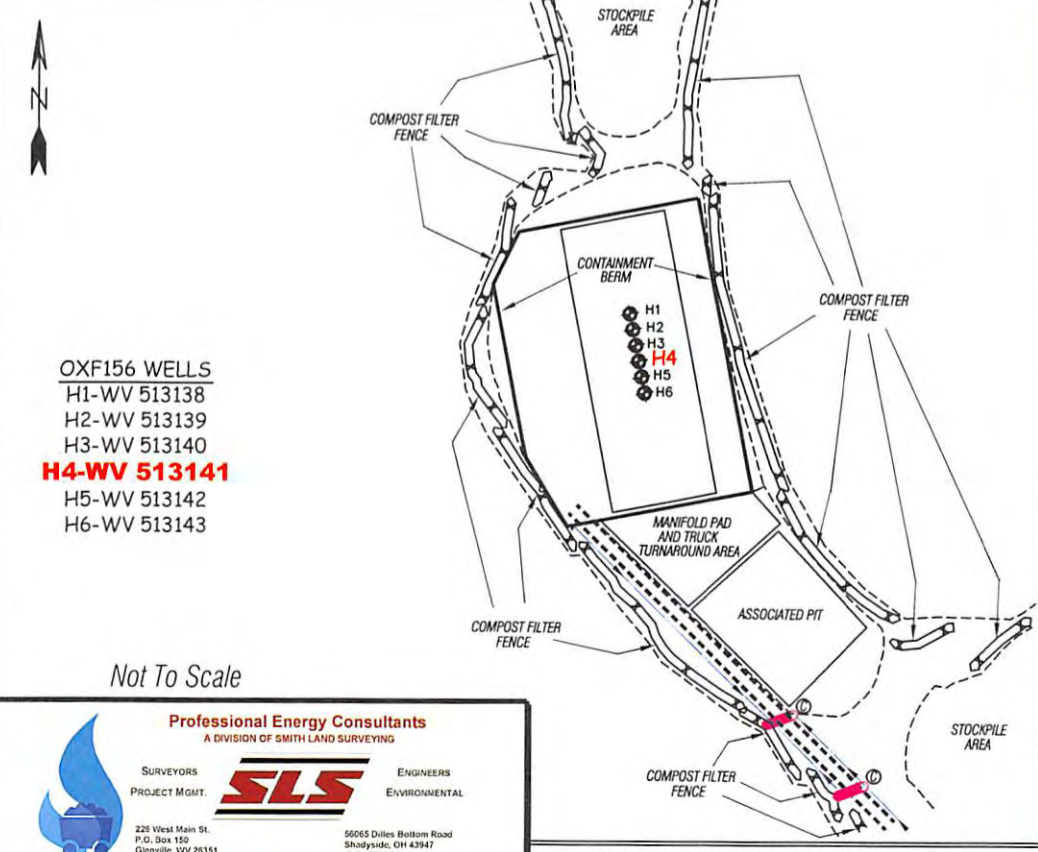 STOCKPILE
AREA
N
COMPOST FILTER
FENCE
CONTAINMENT
BERM
COMPOST FILTER
FENCE
H1
H2
H3
H4
H5
H6
OXF156 WELLS
H1-WV 513138
H2-WV 513139
H3-WV 513140
H4-WV 513141
H5-WV 513142
H6-WV 513143
MANIFOLD PAD
AND TRUCK
TURNAROUND AREA
ASSOCIATED PIT
COMPOST FILTER
FENCE
Not To Scale
C
STOCKPILE
AREA
COMPOST FILTER
FENCE
C
Professional Energy Consultants
A DIVISION OF SMITH LAND SURVEYING
SURVEYORS
PROJECT MGMT.
SLS
ENGINEERS
ENVIRONMENTAL
226 West Main St.
P.O. Box 150
Glenville, WV 26351
56065 Dilles Bottom Road
Shadyside, OH 43947